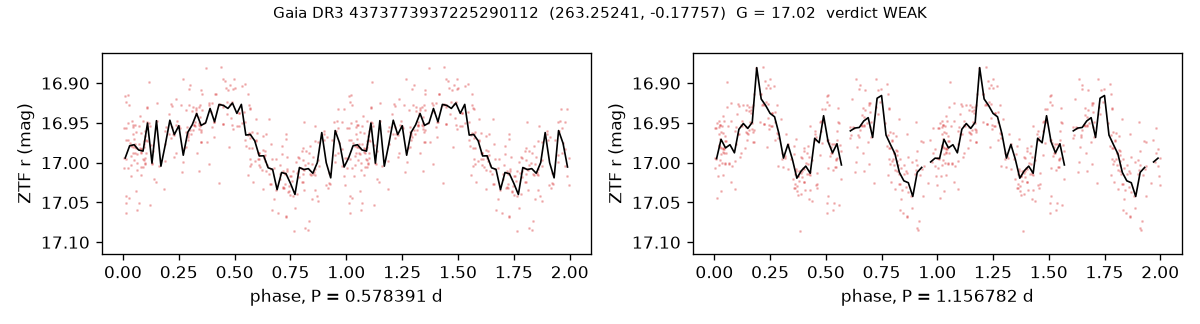 Gaia DR3 4373773937225290112  (263.25241, -0.17757)  G = 17.02  verdict WEAK
ZTF r (mag)
16.90
16.95
17.00
17.05
17.10
0.00 0.25 0.50 0.75 1.00 1.25 1.50 1.75 2.00
phase, P = 0.578391 d
ZTF r (mag)
16.90
16.95
17.00
17.05
17.10
0.00 0.25 0.50 0.75 1.00 1.25 1.50 1.75 2.00
phase, P = 1.156782 d